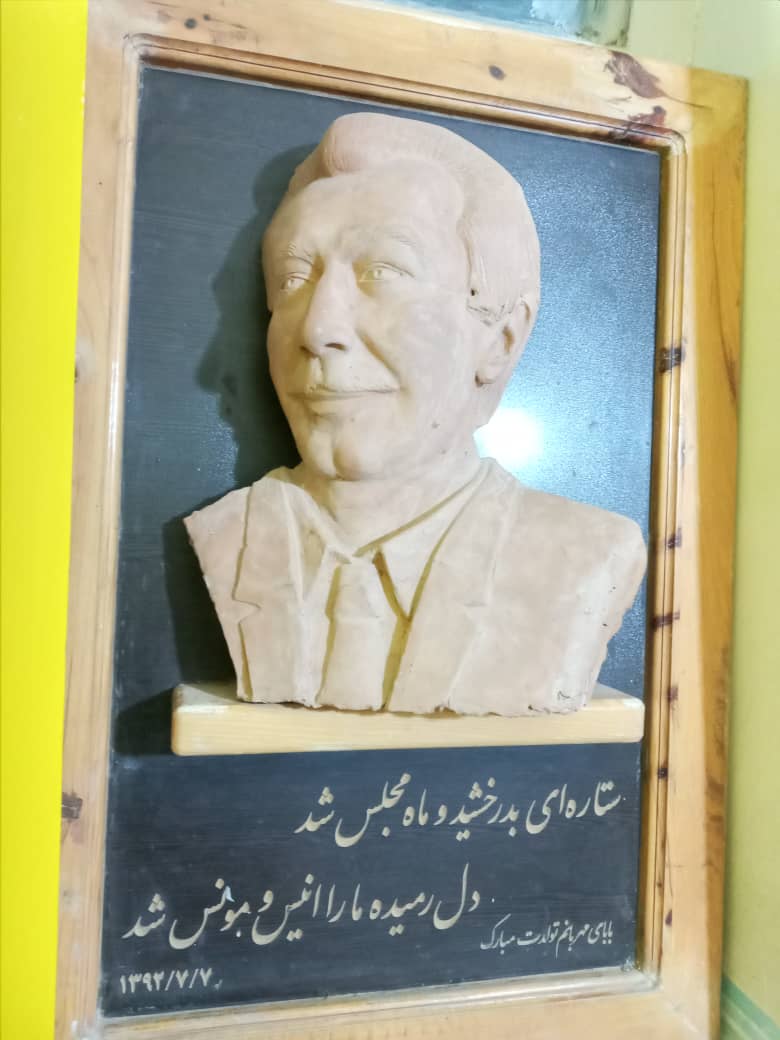 ستاره‌ای بدرخشید و ماه مجلس شد
دل رمیده ما را انیس و مونس شد
بابای مهربانم تولدت مبارک
۱۳۹۲/۷/۷